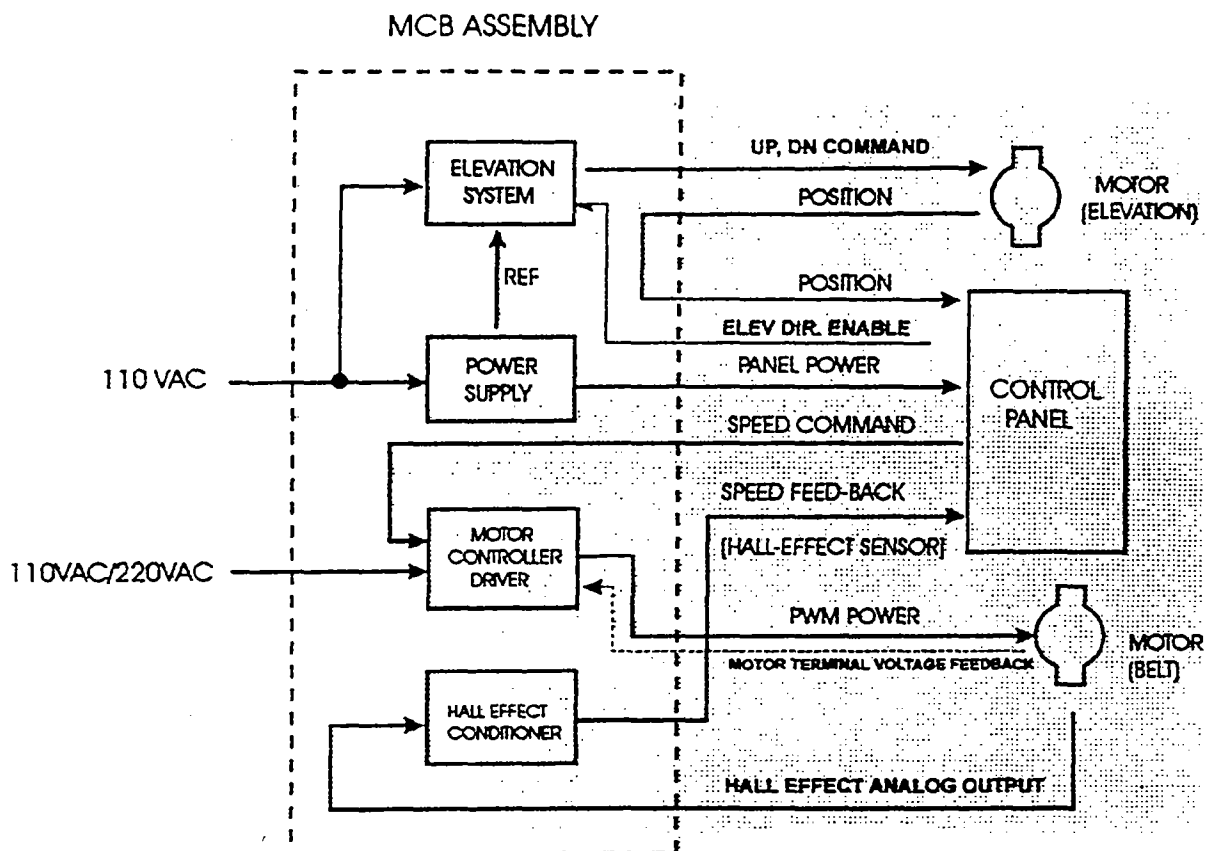 MCB ASSEMBLY
ELEVATION
SYSTEM
UP, DN COMMAND
POSITION
MOTOR
(ELEVATION)
REF
POSITION
ELEV DIR. ENABLE
110 VAC
POWER
SUPPLY
PANEL POWER
CONTROL
PANEL
SPEED COMMAND
SPEED FEED-BACK
(HALL-EFFECT SENSOR)
110VAC/220VAC
MOTOR
CONTROLLER
DRIVER
PWM POWER
MOTOR TERMINAL VOLTAGE FEEDBACK
MOTOR
(BELT)
HALL EFFECT
CONDITIONER
HALL EFFECT ANALOG OUTPUT